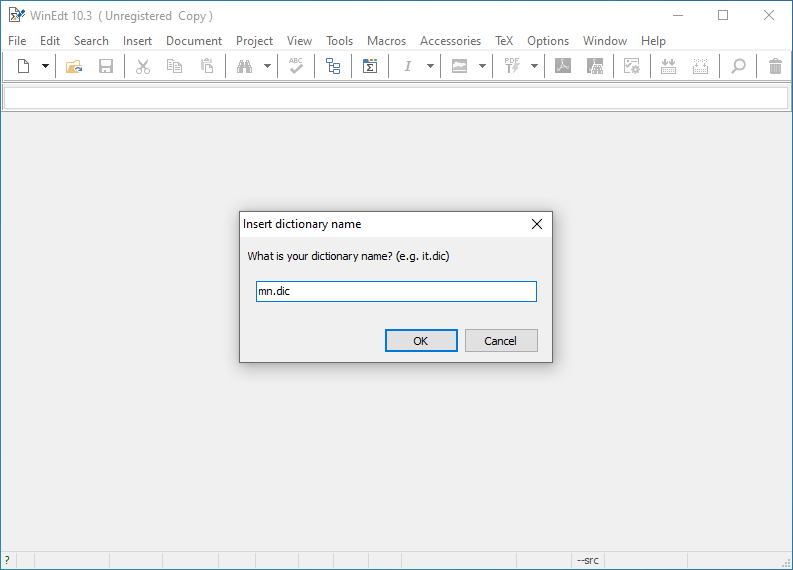 WinEdt 10.3 ( Unregistered Copy )
File Edit Search Insert Document Project View Tools Macros Accessories TeX Options Window Help
ABC I PDF
Insert dictionary name
What is your dictionary name? (e.g. it.dic)
mn.dic
OK Cancel
? --src